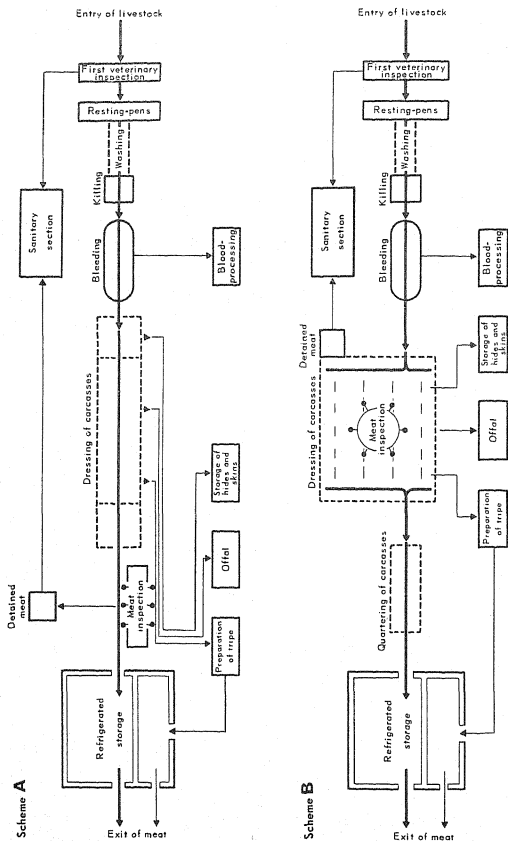 Scheme A
Entry of livestock
First veterinary
inspection
Resting-pens
Washing
Killing
Sanitary
section
Bleeding
Blood-
processing
Dressing of carcasses
Storage of
hides and
skins
Offal
Detained
meat
Meat
inspection
Preparation
of tripe
Refrigerated
storage
Exit of meat
Scheme B
Entry of livestock
First veterinary
inspection
Resting-pens
Washing
Killing
Sanitary
section
Bleeding
Blood-
processing
Detained
meat
Dressing of carcasses
Meat
inspection
Storage of
hides and
skins
Offal
Preparation
of tripe
Quartering of carcasses
Refrigerated
storage
Exit of meat